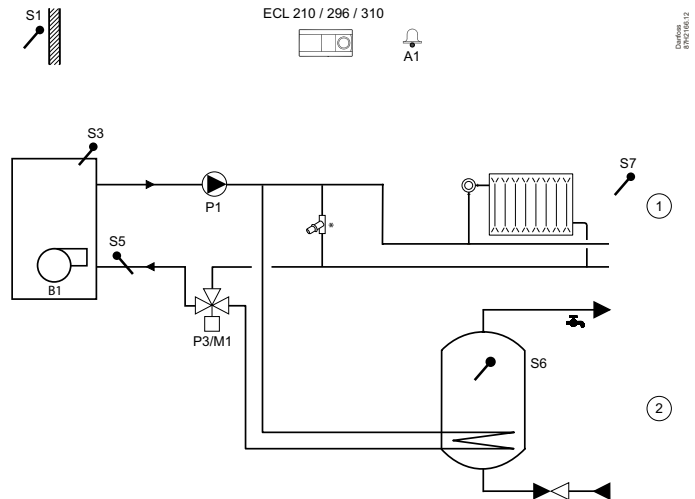 S1
ECL 210 / 296 / 310
A1
Danfoss
87H2166.12
S3
S7
P1
1
*
S5
B1
P3/M1
S6
2